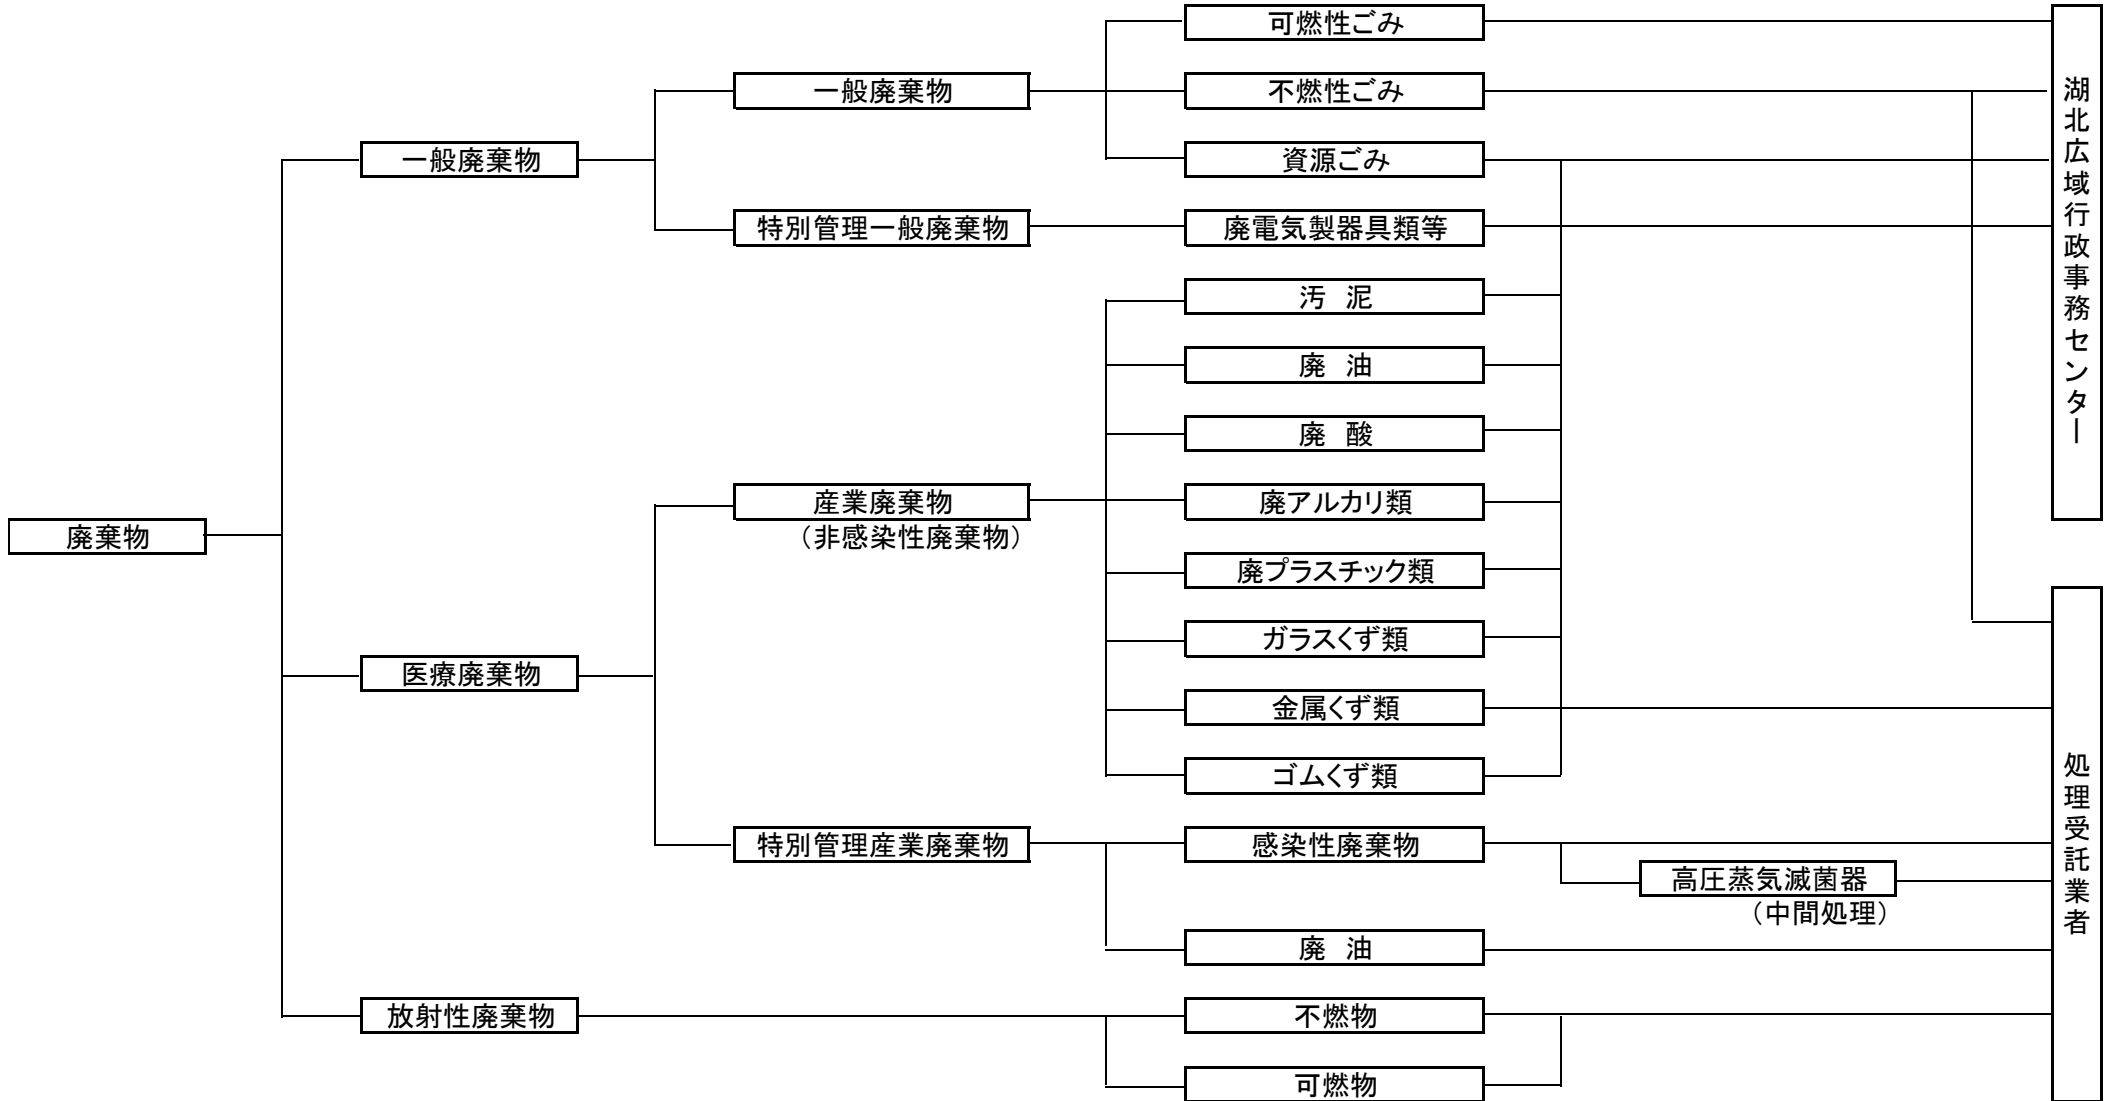 可燃性ごみ
一般廃棄物
不燃性ごみ
一般廃棄物
資源ごみ
特別管理一般廃棄物
廃電気製器具類等
汚 泥
廃 油
廃 酸
産業廃棄物
(非感染性廃棄物)
廃アルカリ類
廃棄物
廃プラスチック類
ガラスくず類
医療廃棄物
金属くず類
ゴムくず類
特別管理産業廃棄物
感染性廃棄物
高圧蒸気滅菌器
(中間処理)
廃 油
放射性廃棄物
不燃物
可燃物
湖北広域行政事務センター
処理受託業者